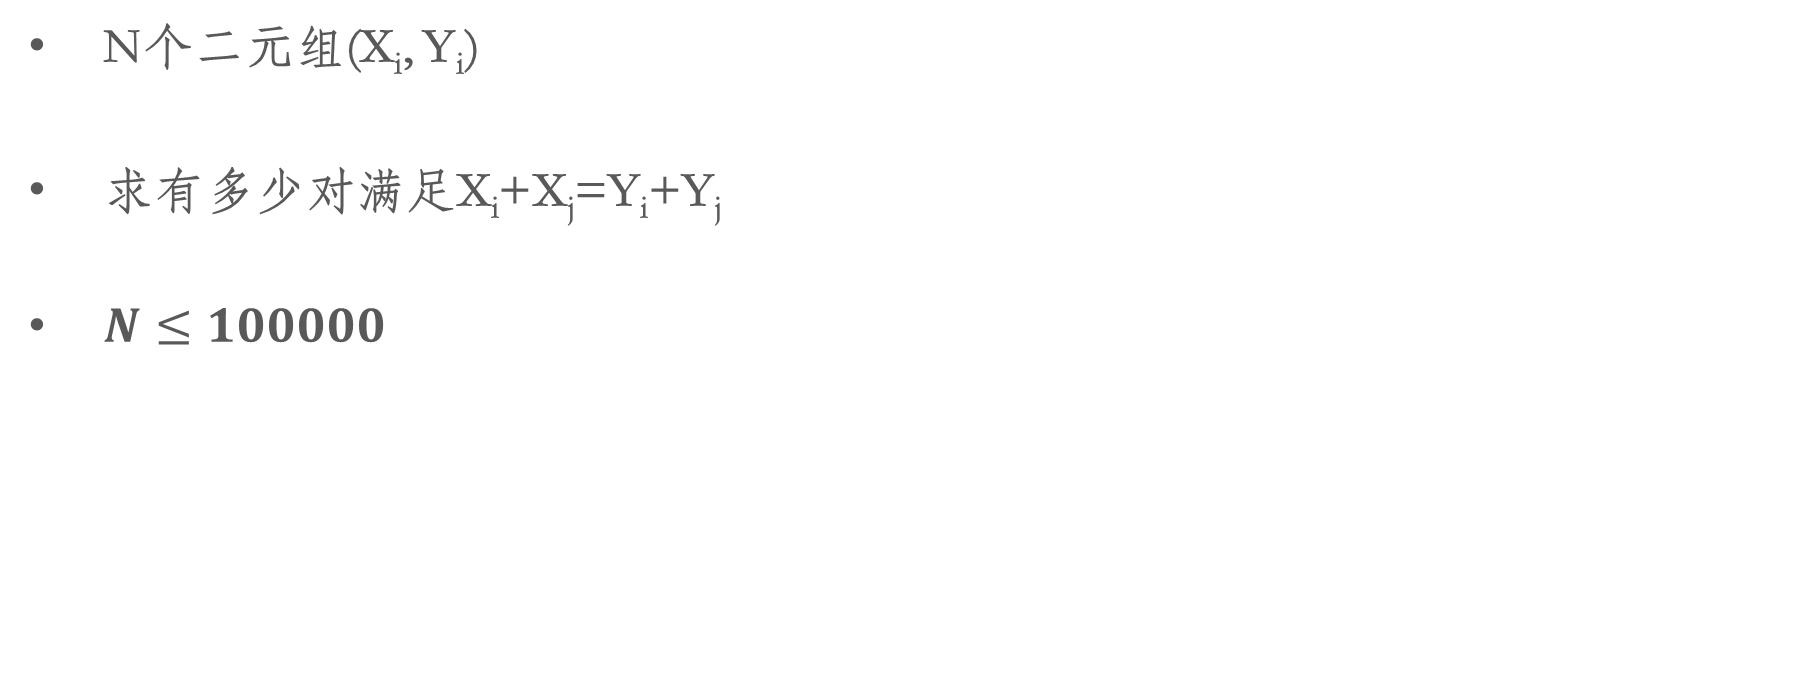 • N个二元组(Xi, Yi)
• 求有多少对满足Xi+Xj=Yi+Yj
• N ≤ 100000